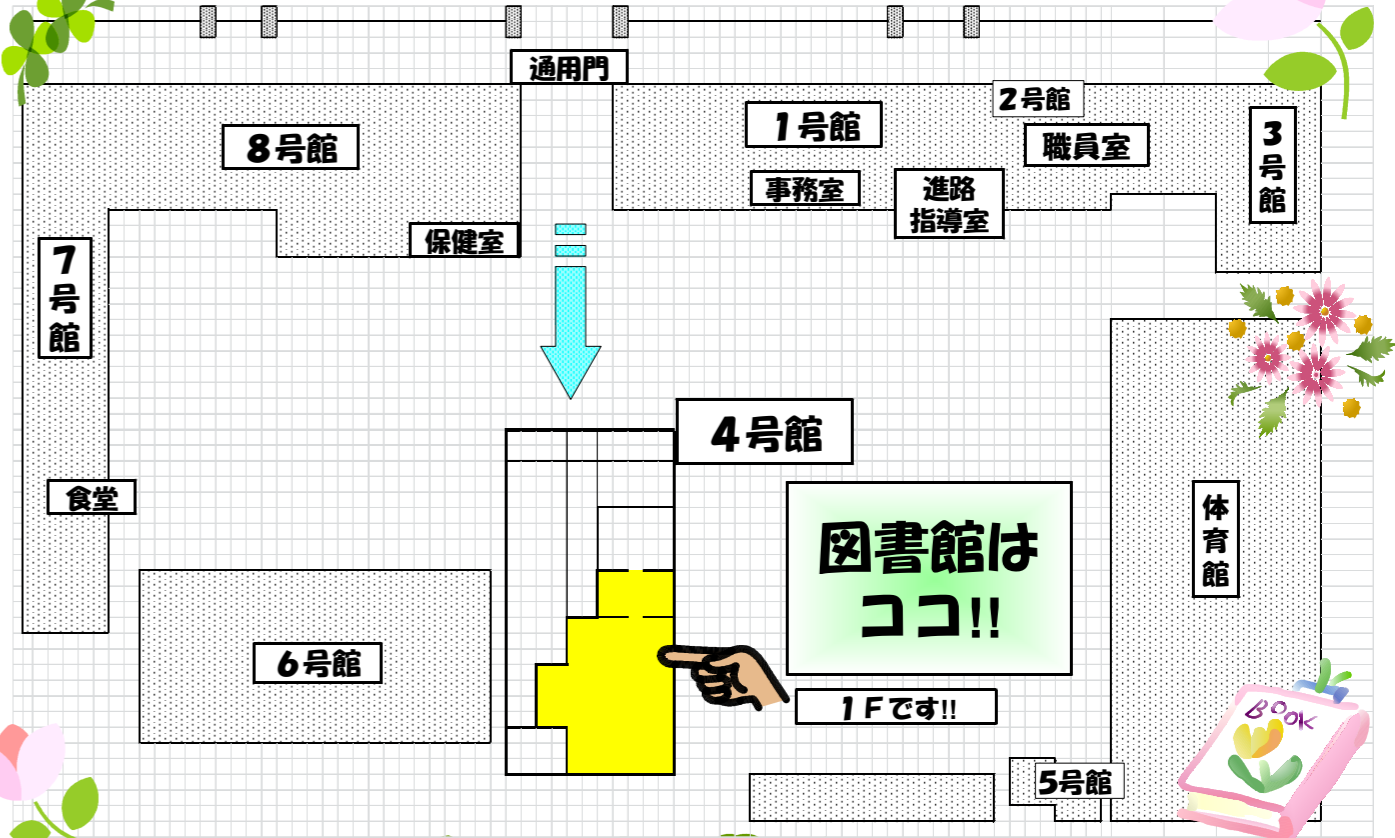 通用門
2号館
1号館
8号館
職員室
3号館
事務室
進路
指導室
保健室
7号館
4号館
食堂
図書館は
ココ!!
体育館
6号館
1Fです!!
BOOK
5号館